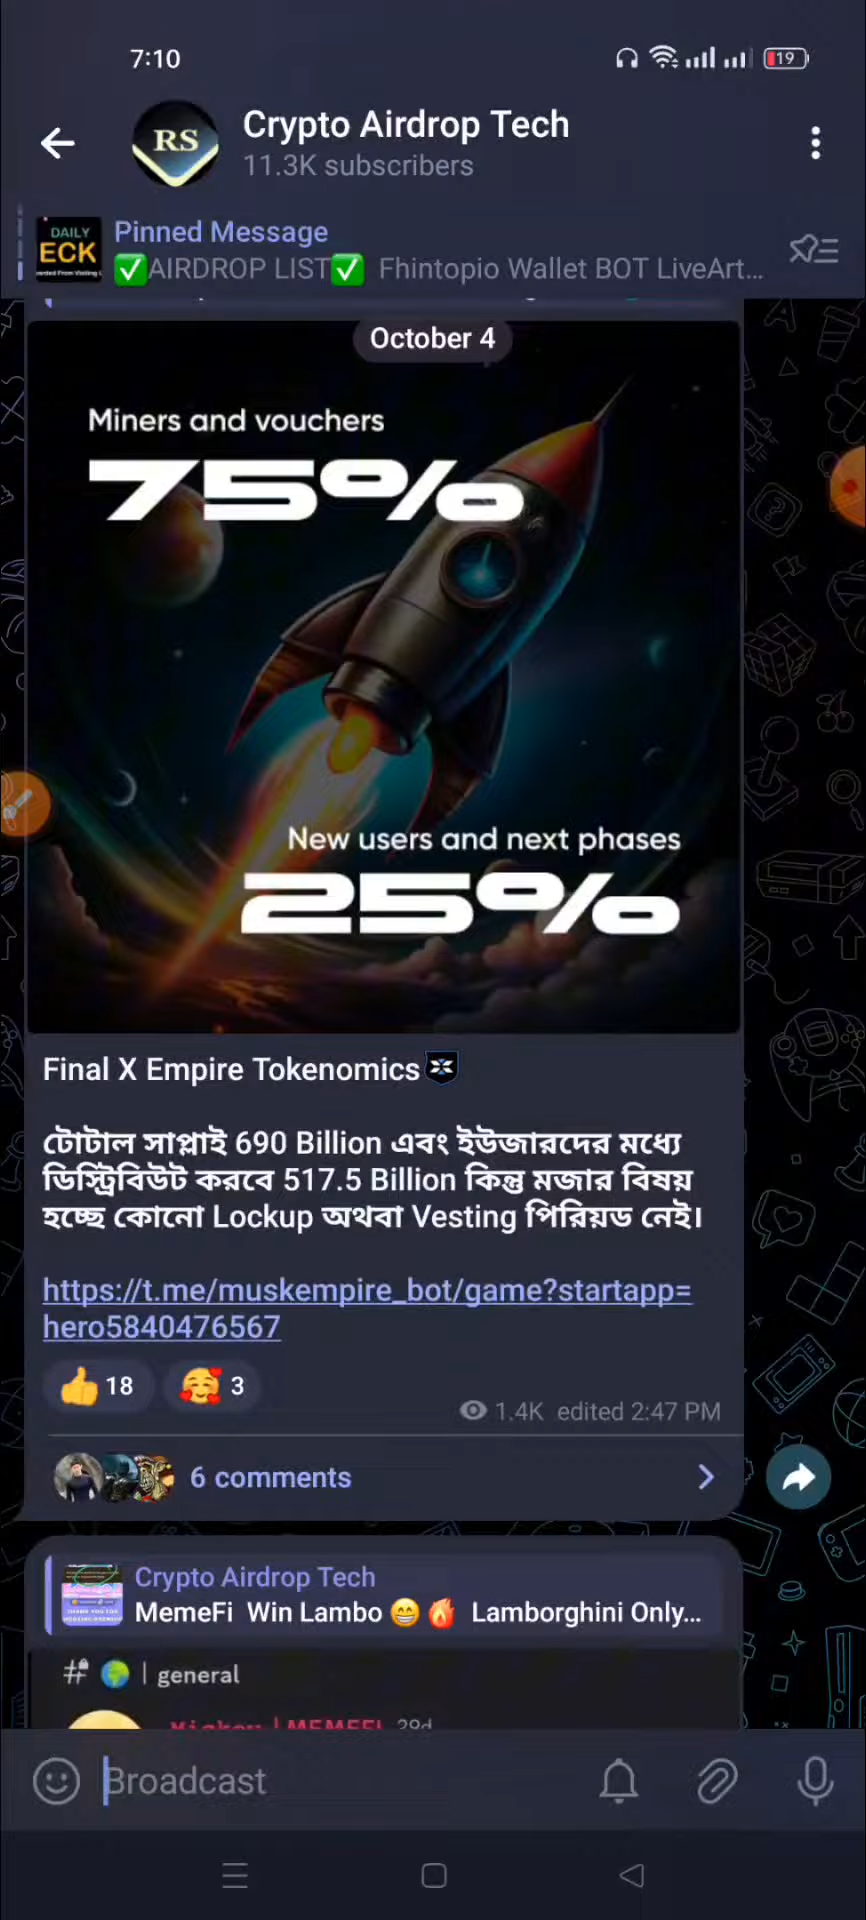 7:10
19
RS
Crypto Airdrop Tech
11.3K subscribers
DAILY
ECK
Pinned Message
✅AIRDROP LIST✅ Fhintopio Wallet BOT LiveArt...
October 4
Miners and vouchers
75%
New users and next phases
25%
Final X Empire Tokenomics
টোটাল সাপ্লাই 690 Billion এবং ইউজারদের মধ্যে
ডিস্ট্রিবিউট করবে 517.5 Billion কিন্তু মজার বিষয়
হচ্ছে কোনো Lockup অথবা Vesting পিরিয়ড নেই।
https://t.me/muskempire_bot/game?startapp=
hero5840476567
👍 18 🥰 3
1.4K edited 2:47 PM
6 comments
Crypto Airdrop Tech
MemeFi Win Lambo 😁🔥 Lamborghini Only...
# 🌍 | general
Mickey | MEMEFI 29d
Broadcast